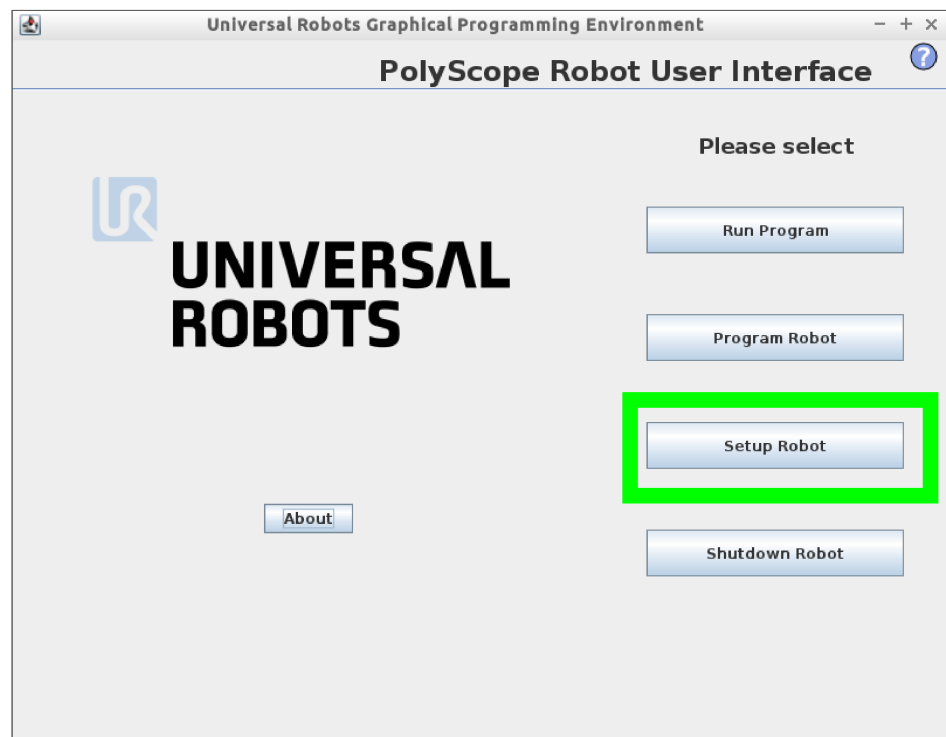 Universal Robots Graphical Programming Environment
PolyScope Robot User Interface
?
Please select
UR
UNIVERSAL
ROBOTS
Run Program
Program Robot
Setup Robot
About
Shutdown Robot